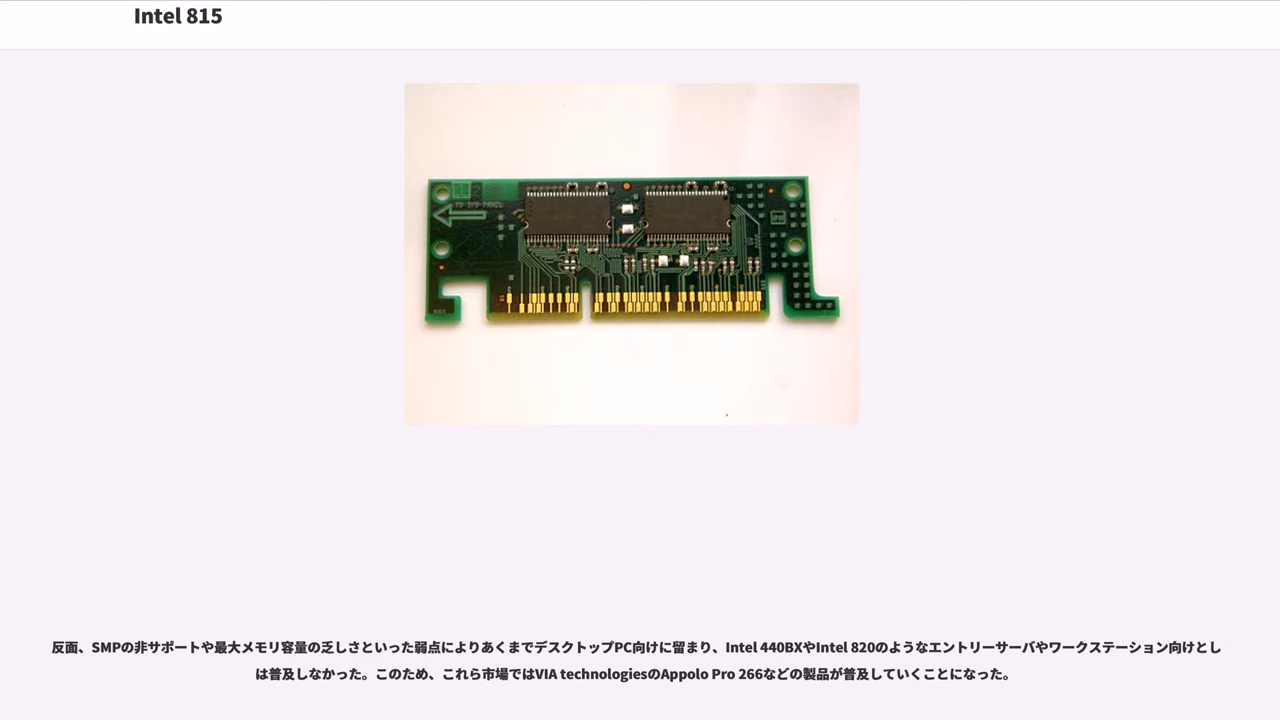 Intel 815
反面、SMPの非サポートや最大メモリ容量の乏しさといった弱点によりあくまでデスクトップPC向けに留まり、Intel 440BXやIntel 820のようなエントリーサーバやワークステーション向けとし
は普及しなかった。このため、これら市場ではVIA technologiesのAppolo Pro 266などの製品が普及していくことになった。